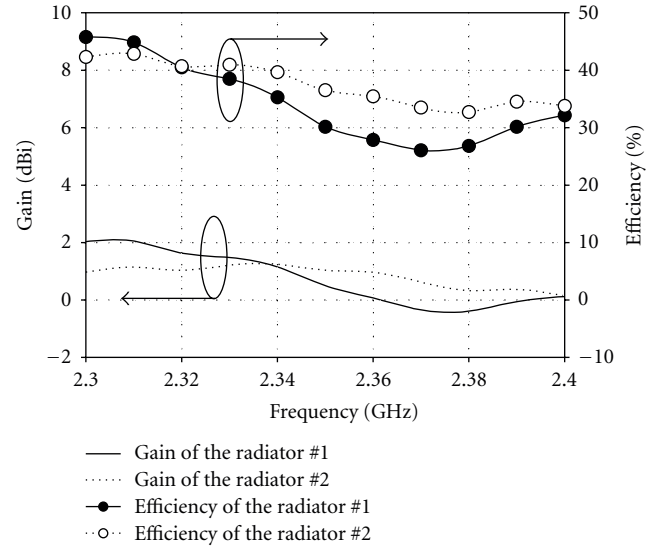 10
8
6
4
2
0
−2
Gain (dBi)
50
40
30
20
10
0
−10
Efficiency (%)
2.3 2.32 2.34 2.36 2.38 2.4
Frequency (GHz)
Gain of the radiator #1
Gain of the radiator #2
Efficiency of the radiator #1
Efficiency of the radiator #2